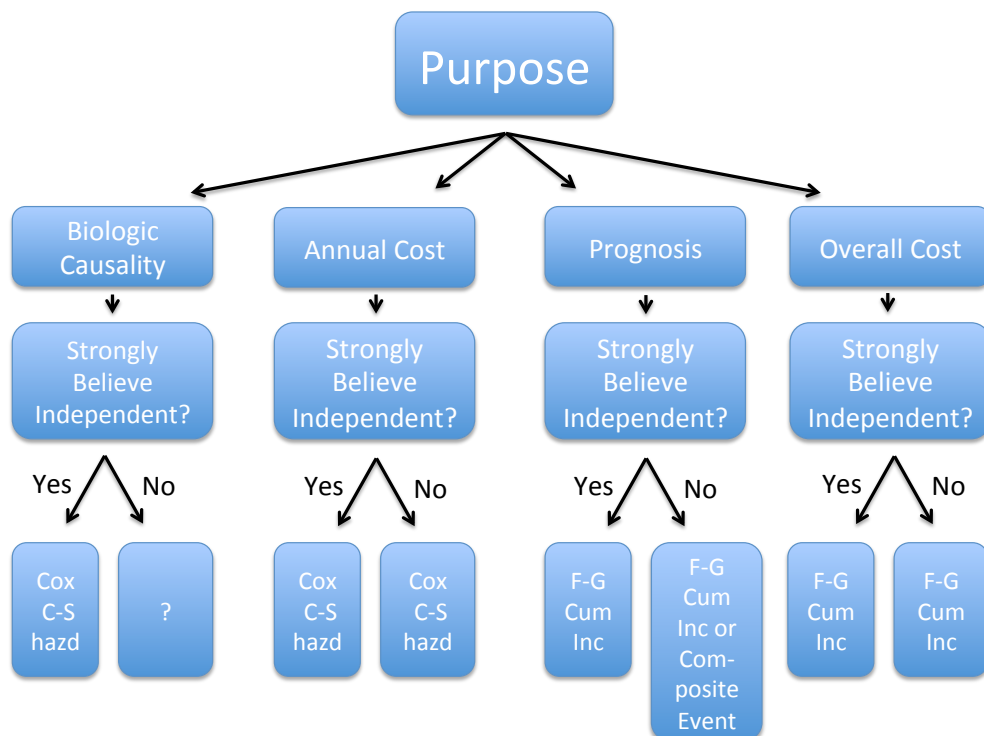 Purpose
Biologic
Causality
Annual Cost
Prognosis
Overall Cost
Strongly
Believe
Independent?
Strongly
Believe
Independent?
Strongly
Believe
Independent?
Strongly
Believe
Independent?
Yes
No
Yes
No
Yes
No
Yes
No
Cox
C-S
hazd
?
Cox
C-S
hazd
Cox
C-S
hazd
F-G
Cum
Inc
F-G
Cum
Inc or
Com-
posite
Event
F-G
Cum
Inc
F-G
Cum
Inc